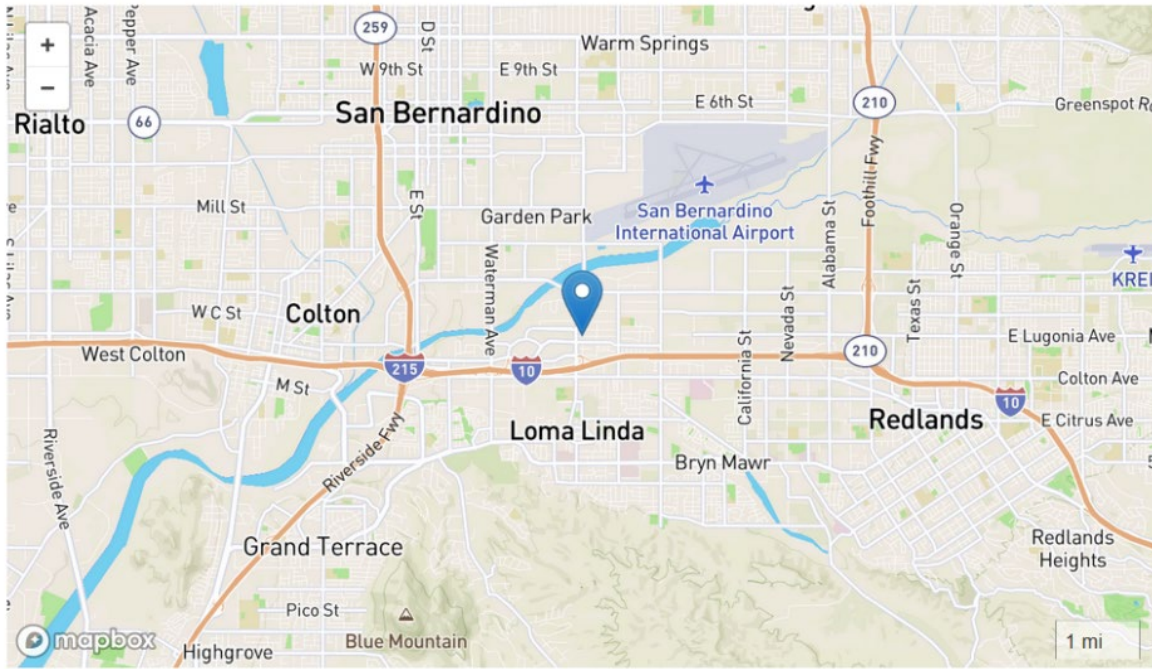 +
−
N Lilac Ave
Acacia Ave
Pepper Ave
259
D St
Warm Springs
W 9th St
E 9th St
210
E 6th St
Greenspot
Rialto
66
San Bernardino
Foothill Fwy
Mill St
E St
Garden Park
San Bernardino
International Airport
Alabama St
Orange St
S Lilac Ave
Waterman Ave
Colton
W C St
Nevada St
Texas St
West Colton
215
10
210
E Lugonia Ave
M St
California St
Colton Ave
10
Redlands
E Citrus Ave
Loma Linda
Riverside Ave
Riverside Fwy
Bryn Mawr
Grand Terrace
Redlands
Heights
Pico St
Blue Mountain
mapbox
Highgrove
1 mi